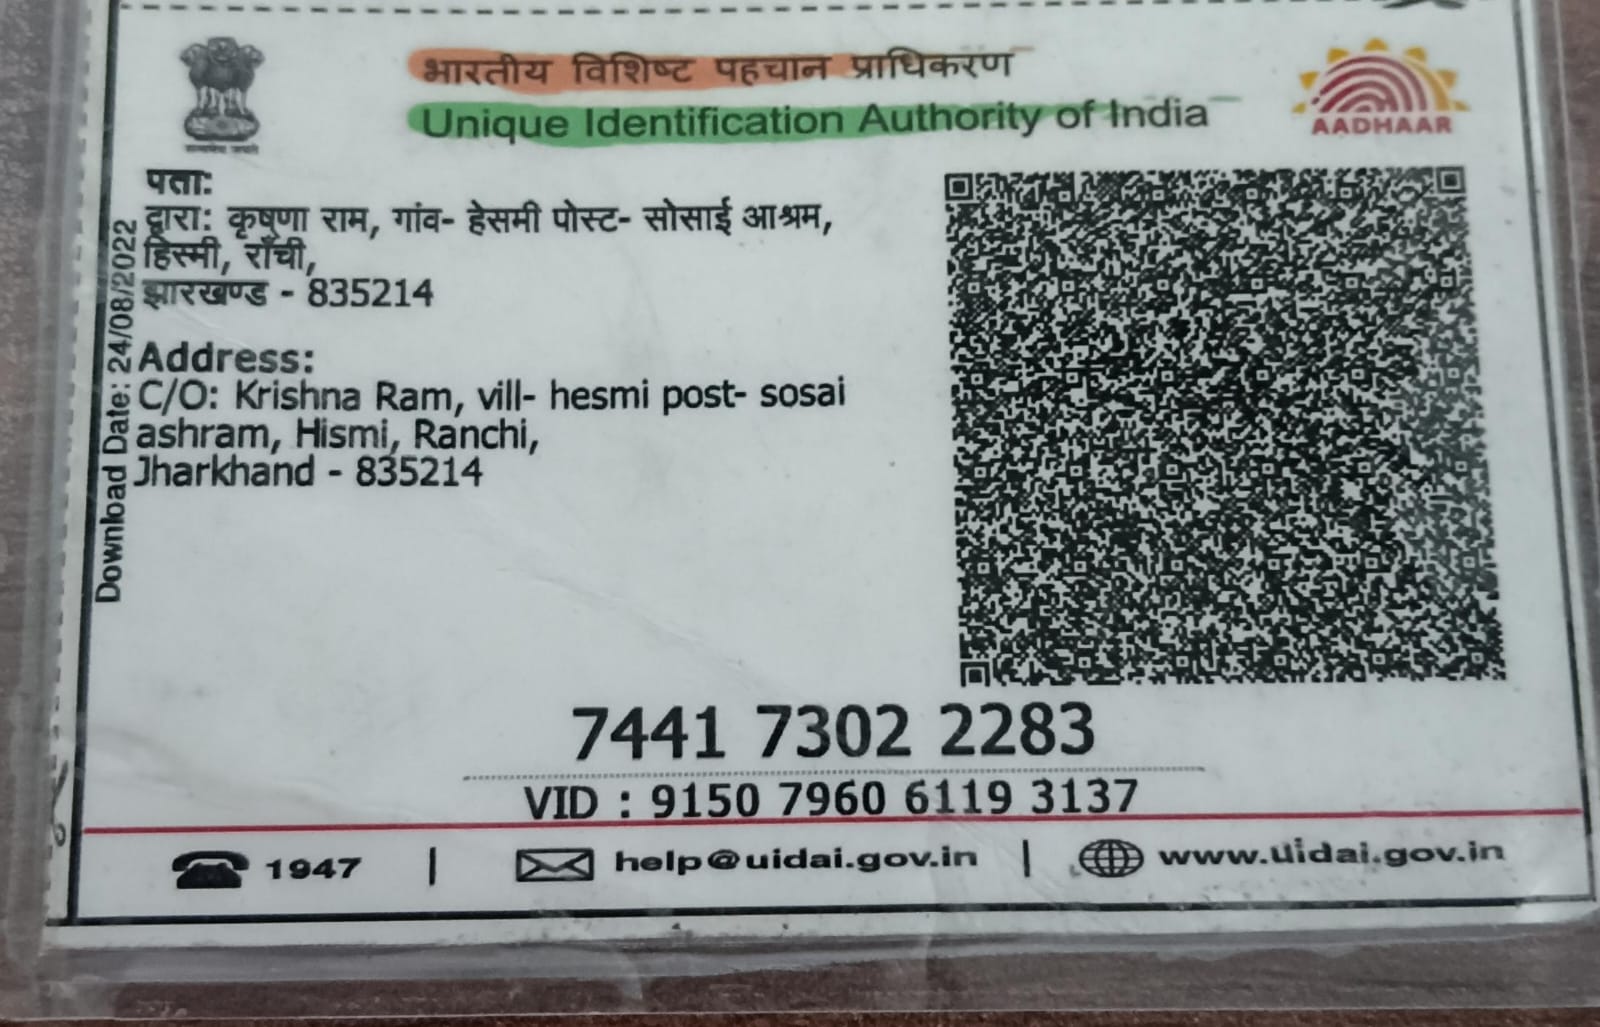 भारतीय विशिष्ट पहचान प्राधिकरण
Unique Identification Authority of India
AADHAAR
पता:
द्वारा: कृष्णा राम, गांव- हेसमी पोस्ट- सोसाई आश्रम,
हिस्मी, राँची,
झारखण्ड - 835214
Address:
C/O: Krishna Ram, vill- hesmi post- sosai
ashram, Hismi, Ranchi,
Jharkhand - 835214
Download Date: 24/08/2022
7441 7302 2283
VID : 9150 7960 6119 3137
1947 | help@uidai.gov.in | www.uidai.gov.in